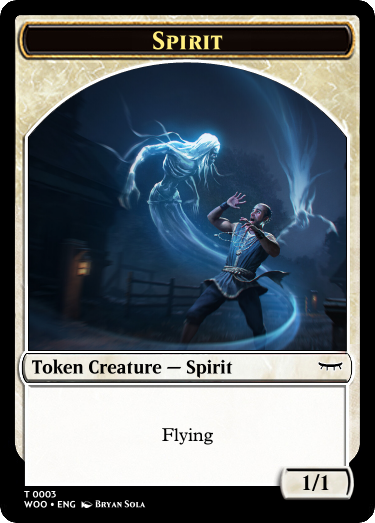 Spirit
Token Creature — Spirit
Flying
1/1
T 0003
WOO • ENG Bryan Sola